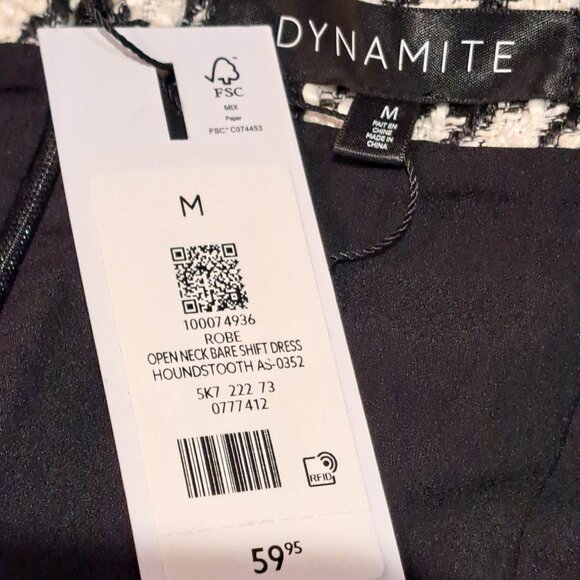 DYNAMITE
M
FAIT EN
CHINE
MADE IN
CHINA
FSC
MIX
Paper
FSC™ C074453
M
100074936
ROBE
OPEN NECK BARE SHIFT DRESS
HOUNDSTOOTH AS-0352
5K7 222 73
0777412
RFID
59.95